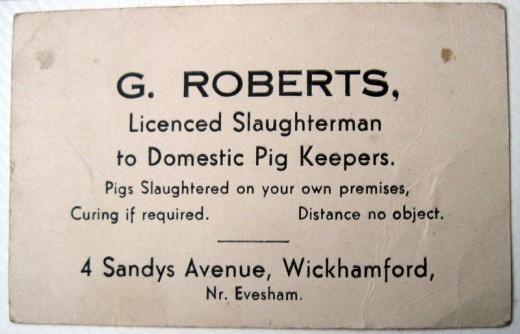 G. ROBERTS,
Licenced Slaughterman
to Domestic Pig Keepers.
Pigs Slaughtered on your own premises,
Curing if required. Distance no object.
4 Sandys Avenue, Wickhamford,
Nr. Evesham.